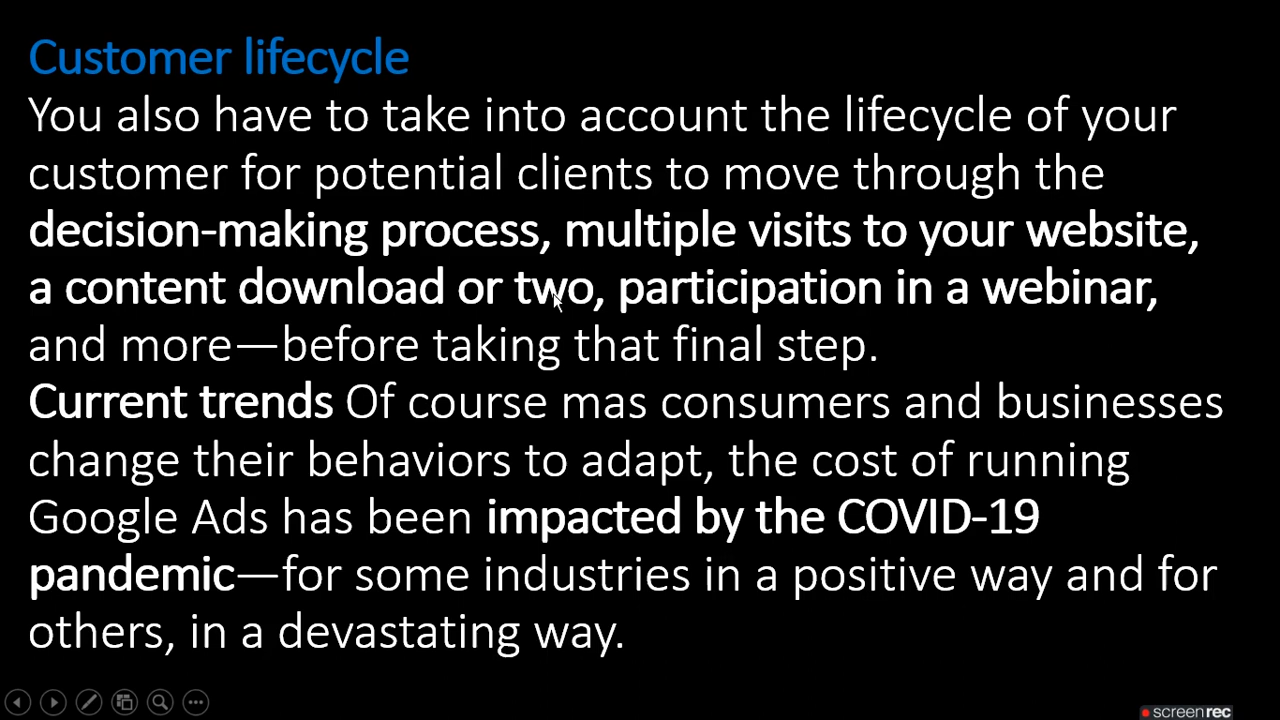 Customer lifecycle
You also have to take into account the lifecycle of your
customer for potential clients to move through the
decision-making process, multiple visits to your website,
a content download or two, participation in a webinar,
and more—before taking that final step.
Current trends Of course mas consumers and businesses
change their behaviors to adapt, the cost of running
Google Ads has been impacted by the COVID-19
pandemic—for some industries in a positive way and for
others, in a devastating way.
screenrec